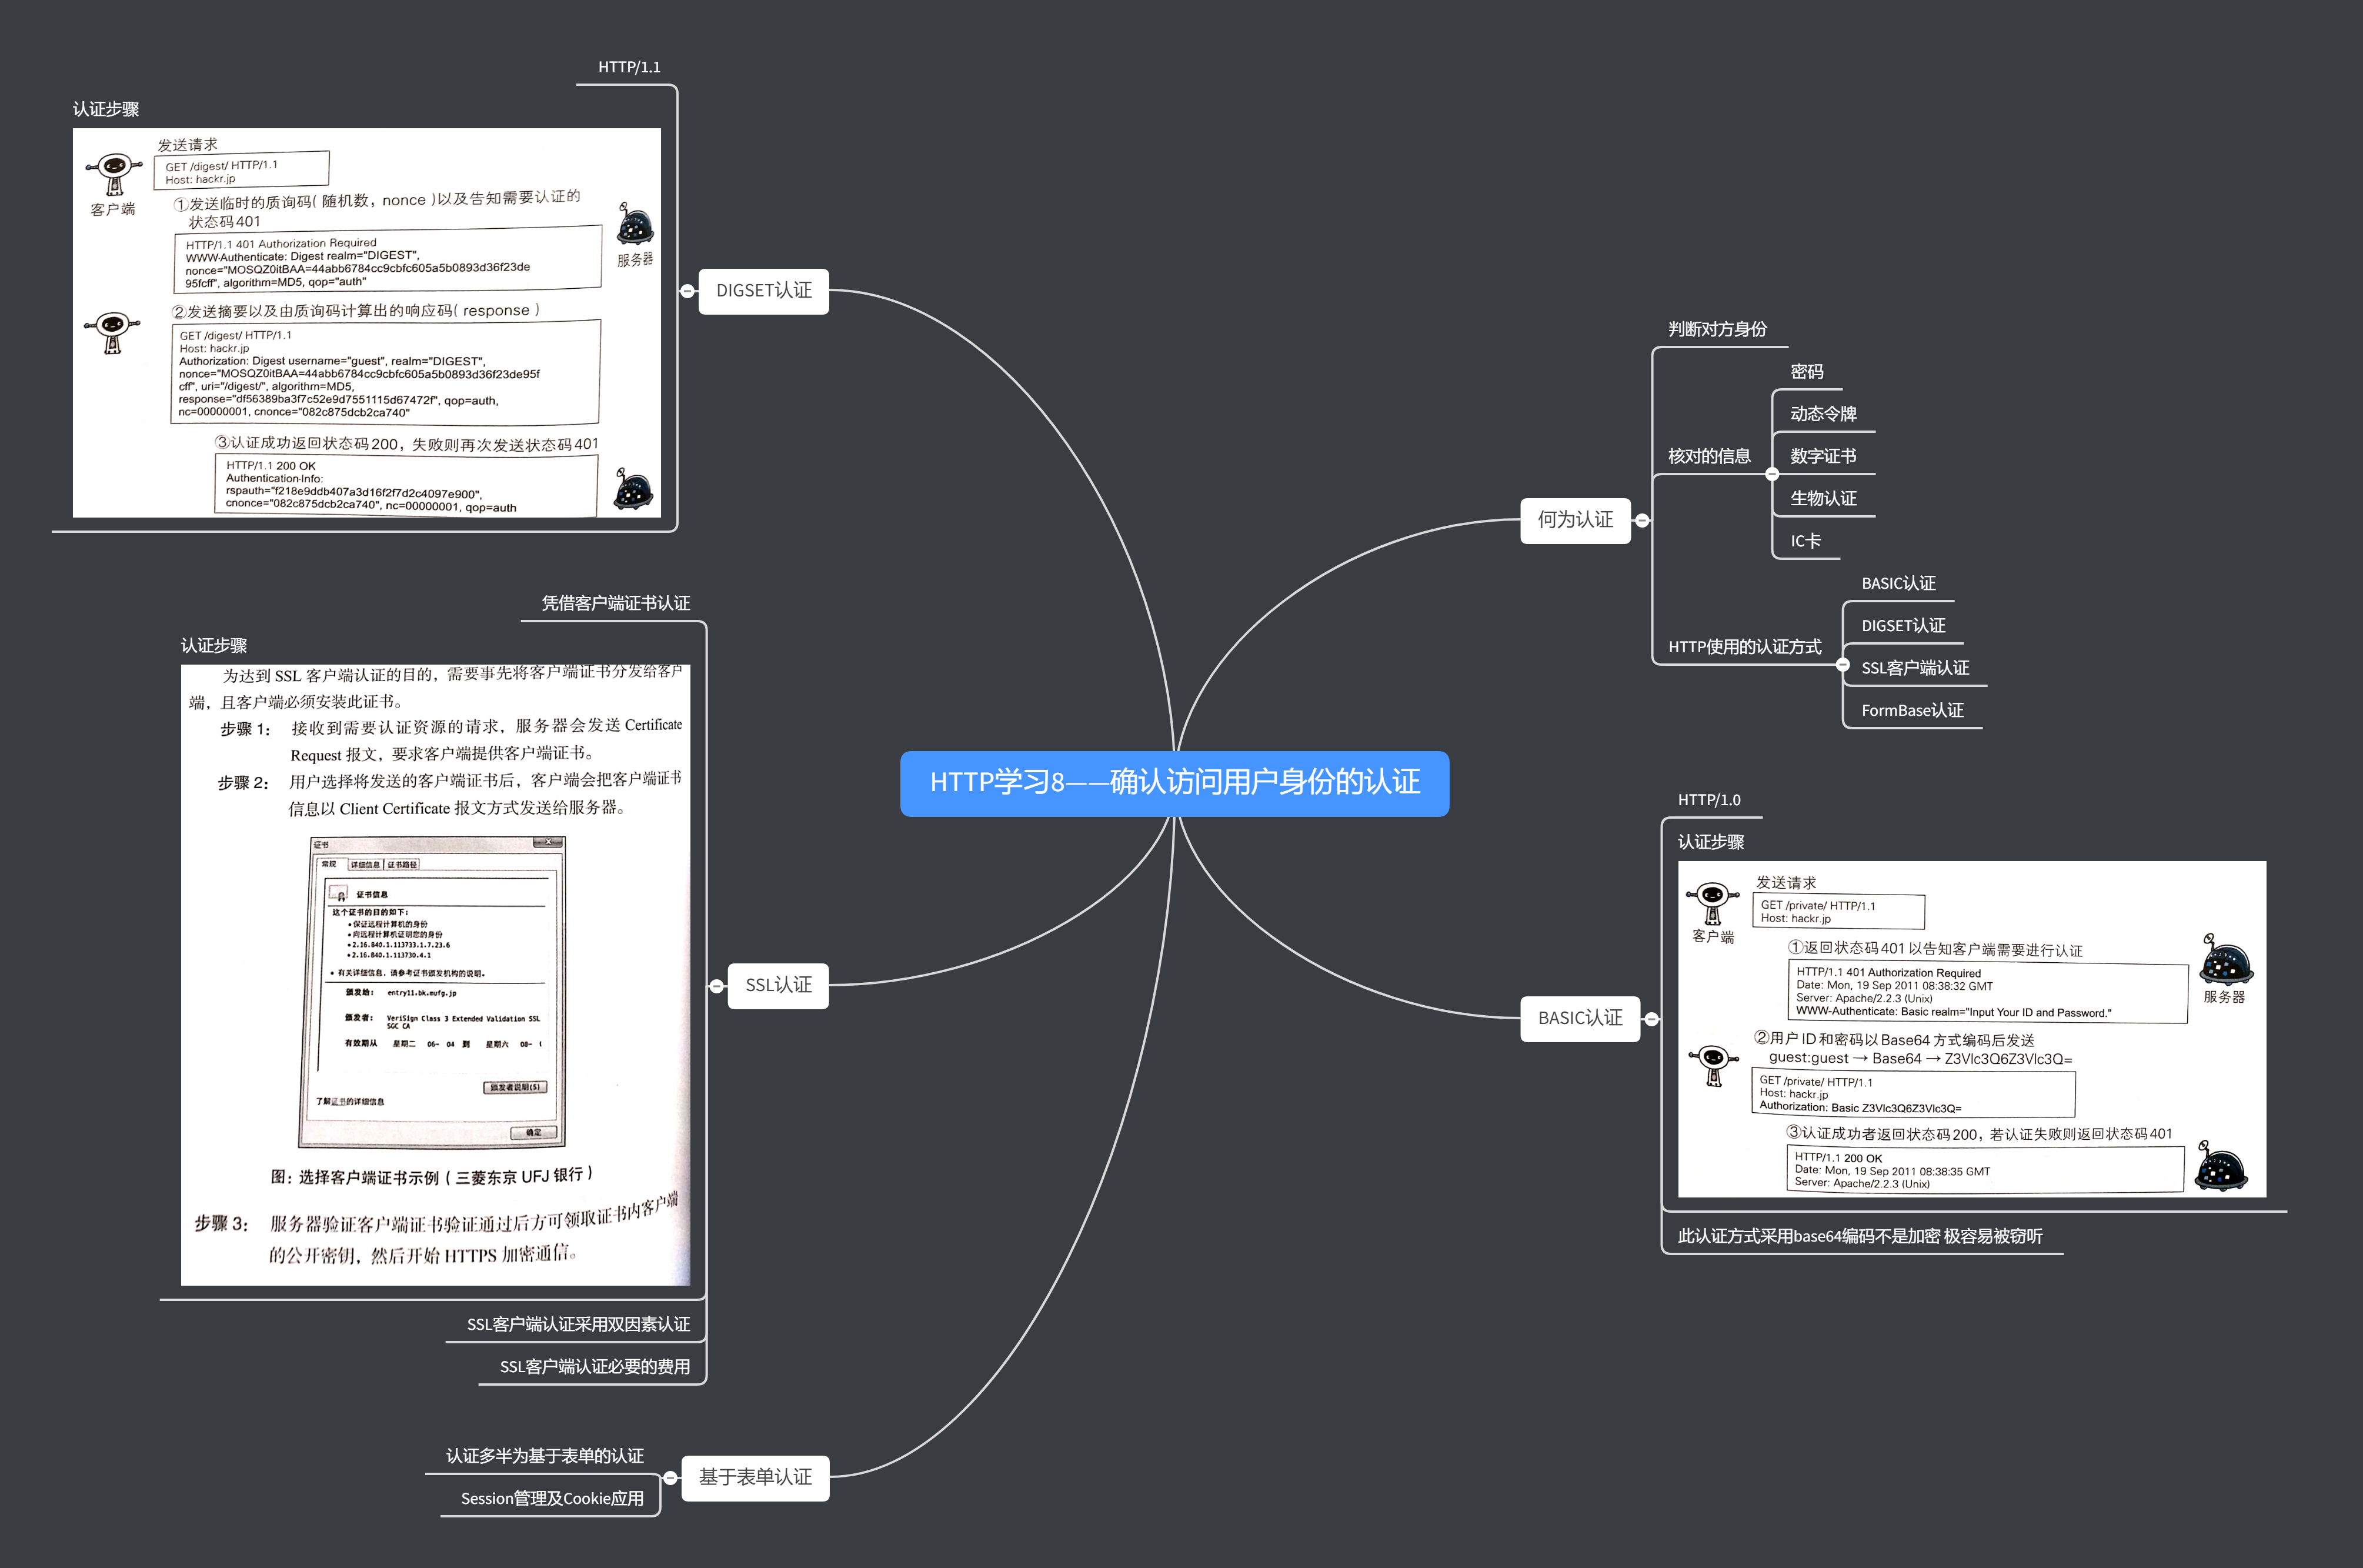 HTTP学习8——确认访问用户身份的认证
何为认证
判断对方身份
核对的信息
密码
动态令牌
数字证书
生物认证
IC卡
HTTP使用的认证方式
BASIC认证
DIGSET认证
SSL客户端认证
FormBase认证
BASIC认证
HTTP/1.0
认证步骤
发送请求
GET /private/ HTTP/1.1
Host: hackr.jp
客户端
①返回状态码401以告知客户端需要进行认证
HTTP/1.1 401 Authorization Required
Date: Mon, 19 Sep 2011 08:38:32 GMT
Server: Apache/2.2.3 (Unix)
WWW-Authenticate: Basic realm="Input Your ID and Password."
服务器
②用户ID和密码以Base64方式编码后发送
guest:guest → Base64 → Z3Vlc3Q6Z3Vlc3Q=
GET /private/ HTTP/1.1
Host: hackr.jp
Authorization: Basic Z3Vlc3Q6Z3Vlc3Q=
③认证成功者返回状态码200，若认证失败则返回状态码401
HTTP/1.1 200 OK
Date: Mon, 19 Sep 2011 08:38:35 GMT
Server: Apache/2.2.3 (Unix)
此认证方式采用base64编码不是加密 极容易被窃听
DIGSET认证
HTTP/1.1
认证步骤
发送请求
GET /digest/ HTTP/1.1
Host: hackr.jp
客户端
①发送临时的质询码（随机数，nonce）以及告知需要认证的
状态码401
HTTP/1.1 401 Authorization Required
WWW-Authenticate: Digest realm="DIGEST",
nonce="MOSQZ0itBAA=44abb6784cc9cbfc605a5b0893d36f23de
95fcff", algorithm=MD5, qop="auth"
服务器
②发送摘要以及由质询码计算出的响应码（response）
GET /digest/ HTTP/1.1
Host: hackr.jp
Authorization: Digest username="guest", realm="DIGEST",
nonce="MOSQZ0itBAA=44abb6784cc9cbfc605a5b0893d36f23de95f
cff", uri="/digest/", algorithm=MD5,
response="df56389ba3f7c52e9d7551115d67472f", qop=auth,
nc=00000001, cnonce="082c875dcb2ca740"
③认证成功返回状态码200，失败则再次发送状态码401
HTTP/1.1 200 OK
Authentication-Info:
rspauth="f218e9ddb407a3d16f2f7d2c4097e900",
cnonce="082c875dcb2ca740", nc=00000001, qop=auth
SSL认证
凭借客户端证书认证
认证步骤
为达到 SSL 客户端认证的目的，需要事先将客户端证书分发给客户
端，且客户端必须安装此证书。
步骤 1： 接收到需要认证资源的请求，服务器会发送 Certificate
Request 报文，要求客户端提供客户端证书。
步骤 2： 用户选择将发送的客户端证书后，客户端会把客户端证书
信息以 Client Certificate 报文方式发送给服务器。
证书
常规 详细信息 证书路径
证书信息
这个证书的目的如下：
•保证远程计算机的身份
•向远程计算机证明您的身份
•2.16.840.1.113733.1.7.23.6
•2.16.840.1.113730.4.1
• 有关详细信息，请参考证书颁发机构的说明。
颁发给： entry11.bk.mufg.jp
颁发者： VeriSign Class 3 Extended Validation SSL
SGC CA
有效期从 星期二 06- 04 到 星期六 08-
颁发者说明(S)
了解证书的详细信息
确定
图：选择客户端证书示例（三菱东京 UFJ 银行）
步骤 3： 服务器验证客户端证书验证通过后方可领取证书内客户端
的公开密钥，然后开始 HTTPS 加密通信。
SSL客户端认证采用双因素认证
SSL客户端认证必要的费用
基于表单认证
认证多半为基于表单的认证
Session管理及Cookie应用